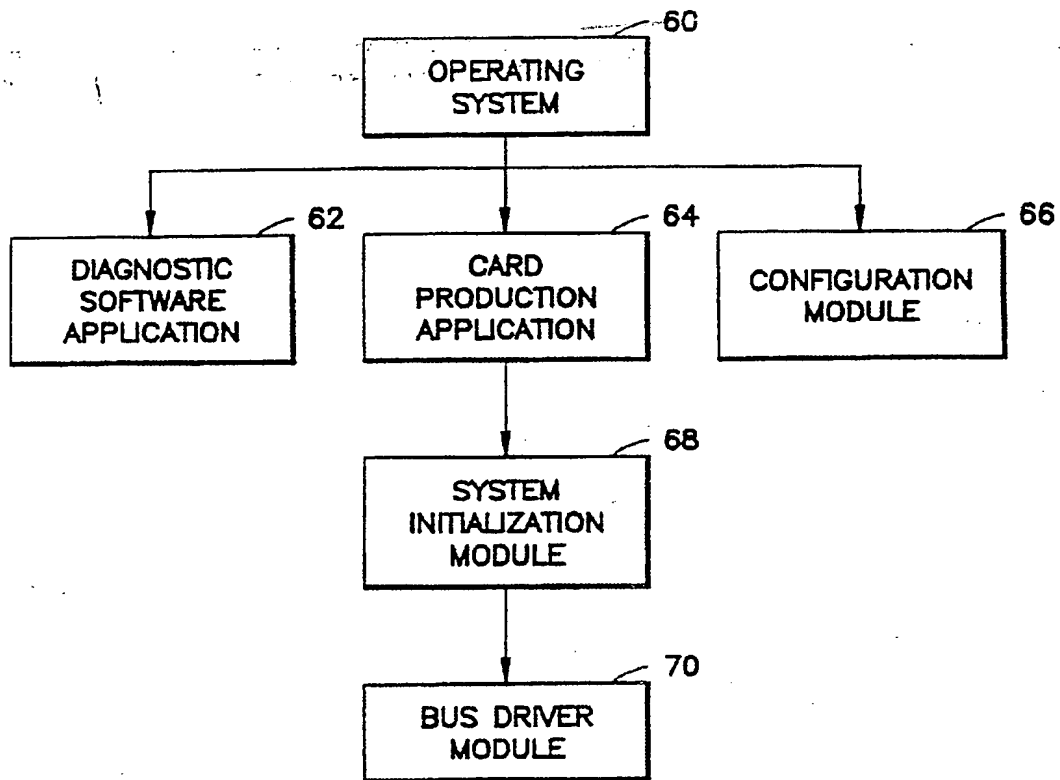 60
OPERATING
SYSTEM
62
64
66
DIAGNOSTIC
SOFTWARE
APPLICATION
CARD
PRODUCTION
APPLICATION
CONFIGURATION
MODULE
68
SYSTEM
INITIALIZATION
MODULE
70
BUS DRIVER
MODULE